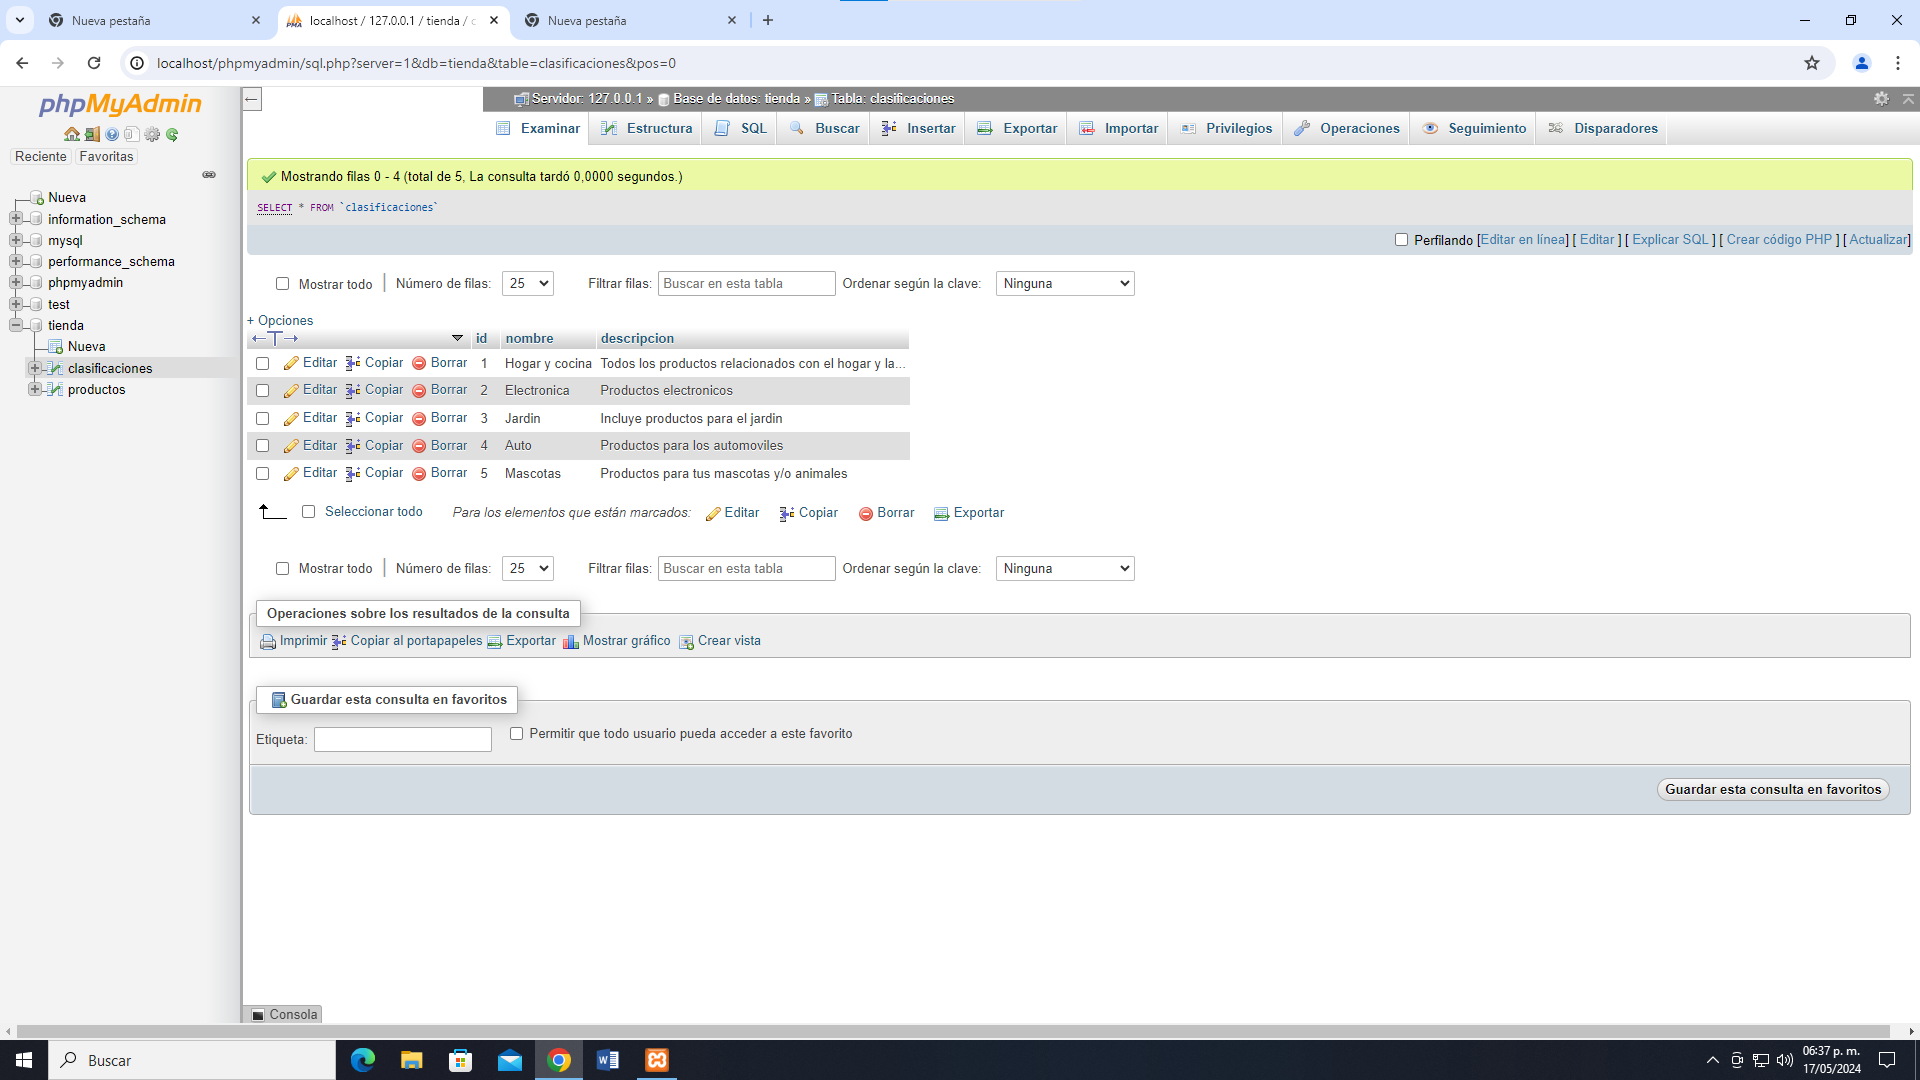 Nueva pestaña
localhost / 127.0.0.1 / tienda / c
Nueva pestaña
localhost/phpmyadmin/sql.php?server=1&db=tienda&table=clasificaciones&pos=0
phpMyAdmin
Reciente Favoritas
Nueva
information_schema
mysql
performance_schema
phpmyadmin
test
tienda
Nueva
clasificaciones
productos
Servidor: 127.0.0.1 » Base de datos: tienda » Tabla: clasificaciones
Examinar Estructura SQL Buscar Insertar Exportar Importar Privilegios Operaciones Seguimiento Disparadores
Mostrando filas 0 - 4 (total de 5, La consulta tardó 0,0000 segundos.)
SELECT * FROM `clasificaciones`
Perfilando [Editar en línea] [ Editar ] [ Explicar SQL ] [ Crear código PHP ] [ Actualizar]
Mostrar todo Número de filas: 25 Filtrar filas: Buscar en esta tabla Ordenar según la clave: Ninguna
+ Opciones
←T→ id nombre descripcion
Editar Copiar Borrar 1 Hogar y cocina Todos los productos relacionados con el hogar y la...
Editar Copiar Borrar 2 Electronica Productos electronicos
Editar Copiar Borrar 3 Jardin Incluye productos para el jardin
Editar Copiar Borrar 4 Auto Productos para los automoviles
Editar Copiar Borrar 5 Mascotas Productos para tus mascotas y/o animales
Seleccionar todo Para los elementos que están marcados: Editar Copiar Borrar Exportar
Mostrar todo Número de filas: 25 Filtrar filas: Buscar en esta tabla Ordenar según la clave: Ninguna
Operaciones sobre los resultados de la consulta
Imprimir Copiar al portapapeles Exportar Mostrar gráfico Crear vista
Guardar esta consulta en favoritos
Etiqueta: Permitir que todo usuario pueda acceder a este favorito
Guardar esta consulta en favoritos
Consola
Buscar
06:37 p. m.
17/05/2024